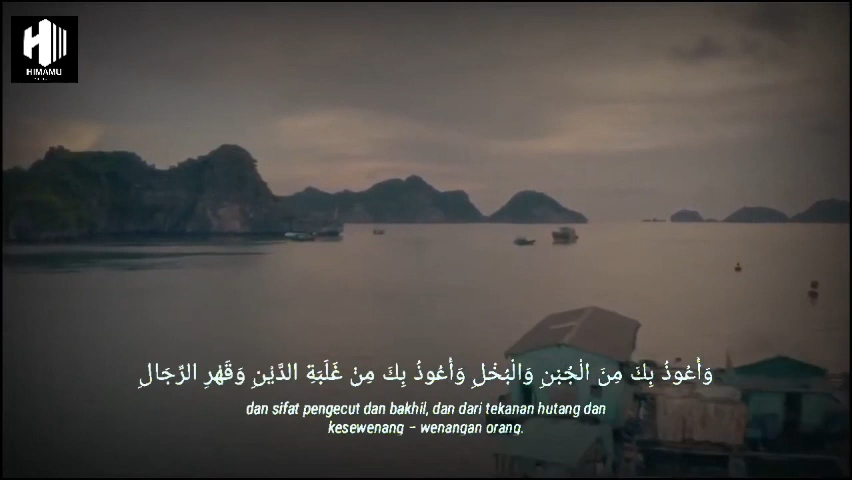 HIMAMU
وَأَعُوذُ بِكَ مِنَ الْجُبْنِ وَالْبُخْلِ وَأَعُوذُ بِكَ مِنْ غَلَبَةِ الدَّيْنِ وَقَهْرِ الرِّجَالِ
dan sifat pengecut dan bakhil, dan dari tekanan hutang dan
kesewenang – wenangan orang.